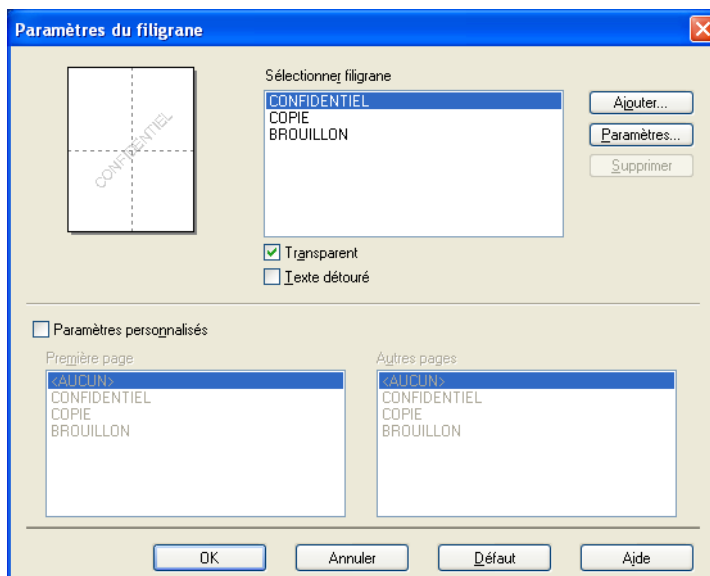 Paramètres du filigrane
CONFIDENTIEL
Sélectionner filigrane
CONFIDENTIEL
COPIE
BROUILLON
Ajouter...
Paramètres...
Supprimer
Transparent
Texte détouré
Paramètres personnalisés
Première page
<AUCUN>
CONFIDENTIEL
COPIE
BROUILLON
Autres pages
<AUCUN>
CONFIDENTIEL
COPIE
BROUILLON
OK
Annuler
Défaut
Aide